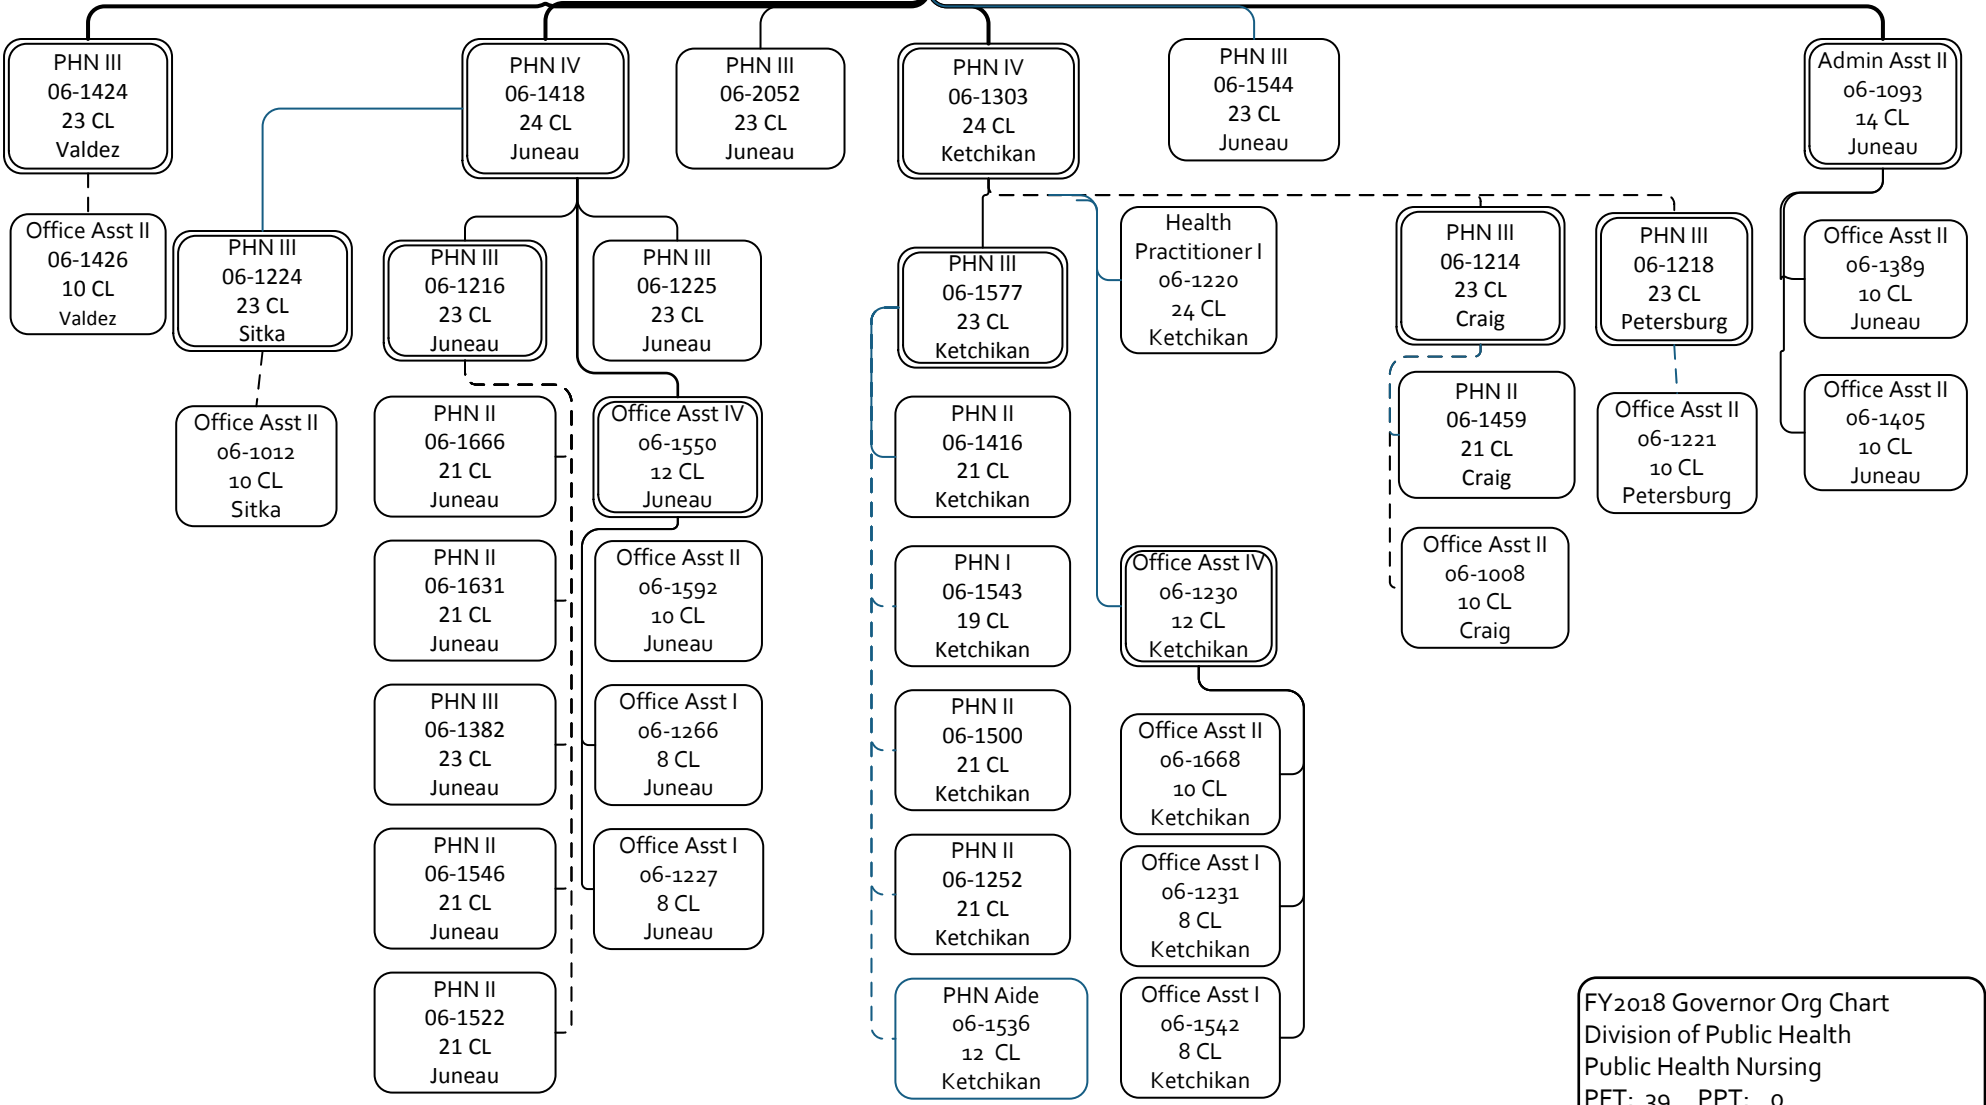 PHN III
06-1424
23 CL
Valdez
PHN IV
06-1418
24 CL
Juneau
PHN III
06-2052
23 CL
Juneau
PHN IV
06-1303
24 CL
Ketchikan
PHN III
06-1544
23 CL
Juneau
Admin Asst II
06-1093
14 CL
Juneau
Office Asst II
06-1426
10 CL
Valdez
PHN III
06-1224
23 CL
Sitka
PHN III
06-1216
23 CL
Juneau
PHN III
06-1225
23 CL
Juneau
PHN III
06-1577
23 CL
Ketchikan
Health
Practitioner I
06-1220
24 CL
Ketchikan
PHN III
06-1214
23 CL
Craig
PHN III
06-1218
23 CL
Petersburg
Office Asst II
06-1389
10 CL
Juneau
Office Asst II
06-1012
10 CL
Sitka
PHN II
06-1666
21 CL
Juneau
Office Asst IV
06-1550
12 CL
Juneau
PHN II
06-1416
21 CL
Ketchikan
PHN II
06-1459
21 CL
Craig
Office Asst II
06-1221
10 CL
Petersburg
Office Asst II
06-1405
10 CL
Juneau
PHN II
06-1631
21 CL
Juneau
Office Asst II
06-1592
10 CL
Juneau
PHN I
06-1543
19 CL
Ketchikan
Office Asst IV
06-1230
12 CL
Ketchikan
Office Asst II
06-1008
10 CL
Craig
PHN III
06-1382
23 CL
Juneau
Office Asst I
06-1266
8 CL
Juneau
PHN II
06-1500
21 CL
Ketchikan
Office Asst II
06-1668
10 CL
Ketchikan
PHN II
06-1546
21 CL
Juneau
Office Asst I
06-1227
8 CL
Juneau
PHN II
06-1252
21 CL
Ketchikan
Office Asst I
06-1231
8 CL
Ketchikan
PHN II
06-1522
21 CL
Juneau
PHN Aide
06-1536
12 CL
Ketchikan
Office Asst I
06-1542
8 CL
Ketchikan
FY2018 Governor Org Chart
Division of Public Health
Public Health Nursing
PFT: 39 PPT: 0